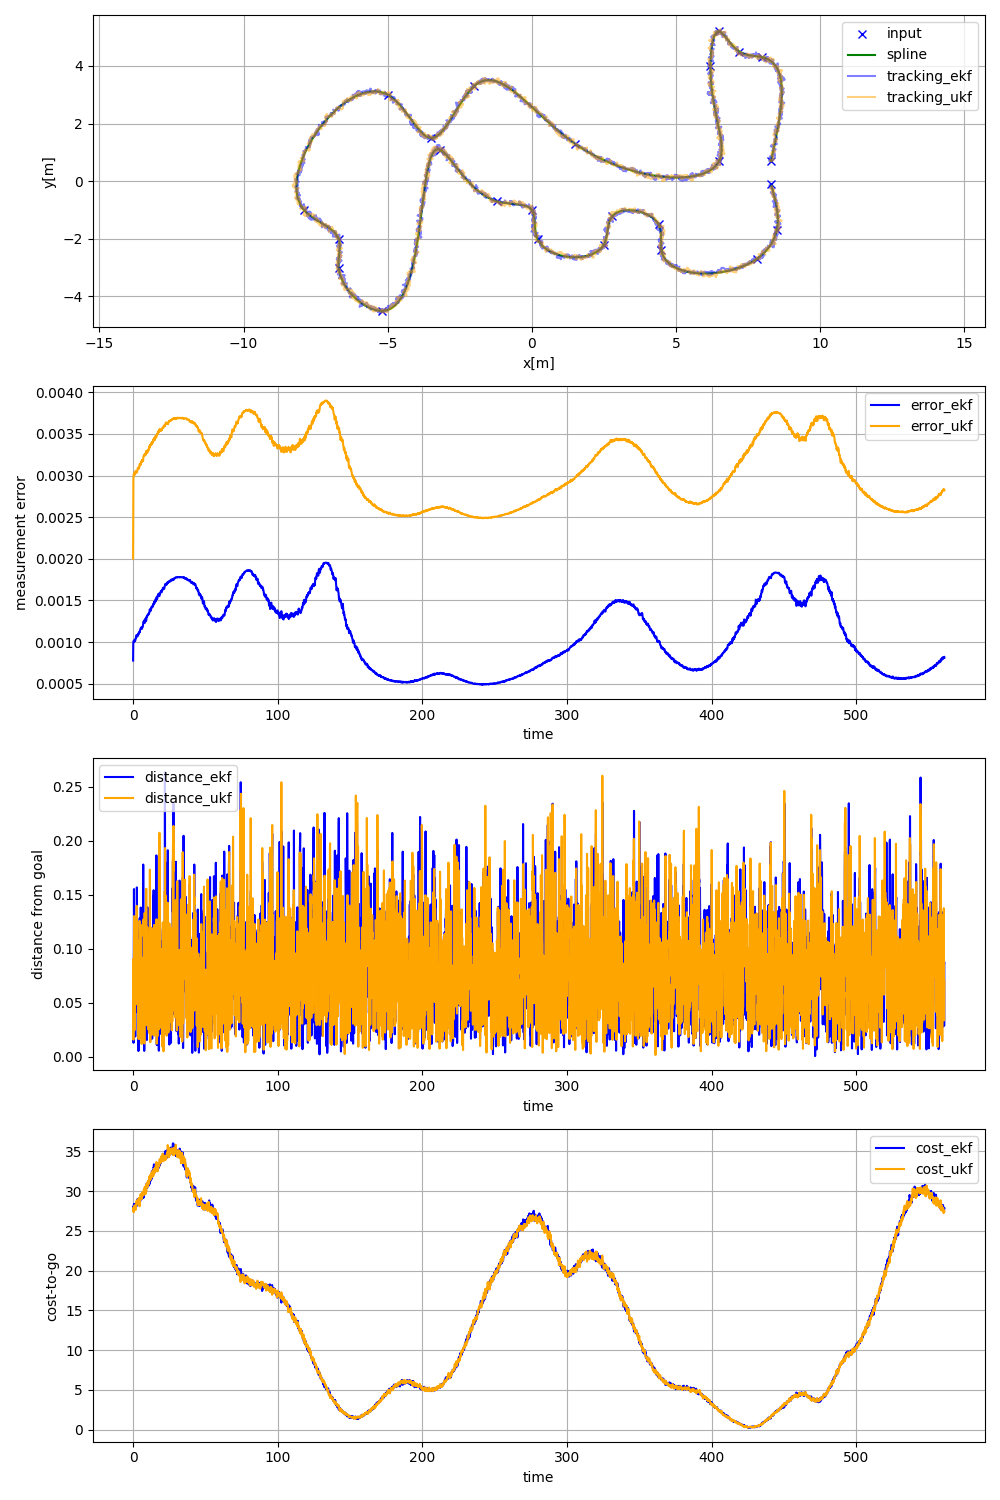 input
spline
tracking_ekf
tracking_ukf
4
2
0
−2
−4
y[m]
−15
−10
−5
0
5
10
15
x[m]
error_ekf
error_ukf
0.0040
0.0035
0.0030
0.0025
0.0020
0.0015
0.0010
0.0005
measurement error
0
100
200
300
400
500
time
distance_ekf
distance_ukf
0.25
0.20
0.15
0.10
0.05
0.00
distance from goal
0
100
200
300
400
500
time
cost_ekf
cost_ukf
35
30
25
20
15
10
5
0
cost-to-go
0
100
200
300
400
500
time